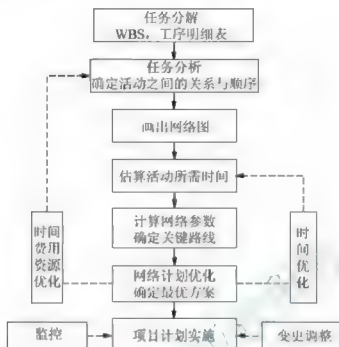 任务分解
WBS，工序明细表
任务分析
确定活动之间的关系与顺序
画出网络图
估算活动所需时间
计算网络参数
确定关键路线
时间
费用
资源
优化
时间
优化
网络计划优化
确定最优方案
监控
项目计划实施
变更调整